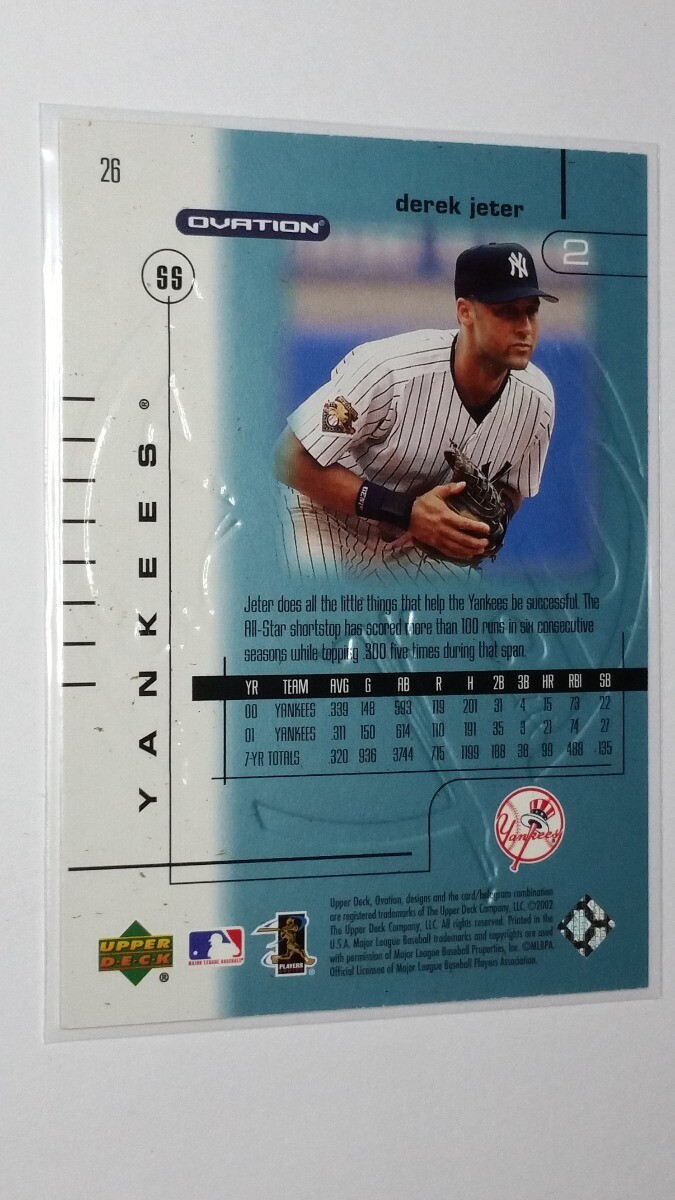 26
derek jeter
OVATION®
2
NY
SS
YANKEES®
Jeter does all the little things that help the Yankees be successful. The
All-Star shortstop has scored more than 100 runs in six consecutive
seasons while topping .300 five times during that span.
YR TEAM AVG G AB R H 2B 3B HR RBI SB
00 YANKEES .339 148 593 119 201 31 4 15 73 22
01 YANKEES .311 150 614 110 191 35 3 21 74 27
7-YR TOTALS .320 936 3744 715 1199 188 38 99 488 135
Yankees
Upper Deck, Ovation, designs and the card/hologram combination
are registered trademarks of The Upper Deck Company, LLC. ©2002
The Upper Deck Company, LLC. All rights reserved. Printed in the
U.S.A. Major League Baseball trademarks and copyrights are used
with permission of Major League Baseball Properties, Inc. ©MLBPA.
Official Licensee of Major League Baseball Players Association.
UPPER
DECK®
MAJOR LEAGUE BASEBALL
PLAYERS